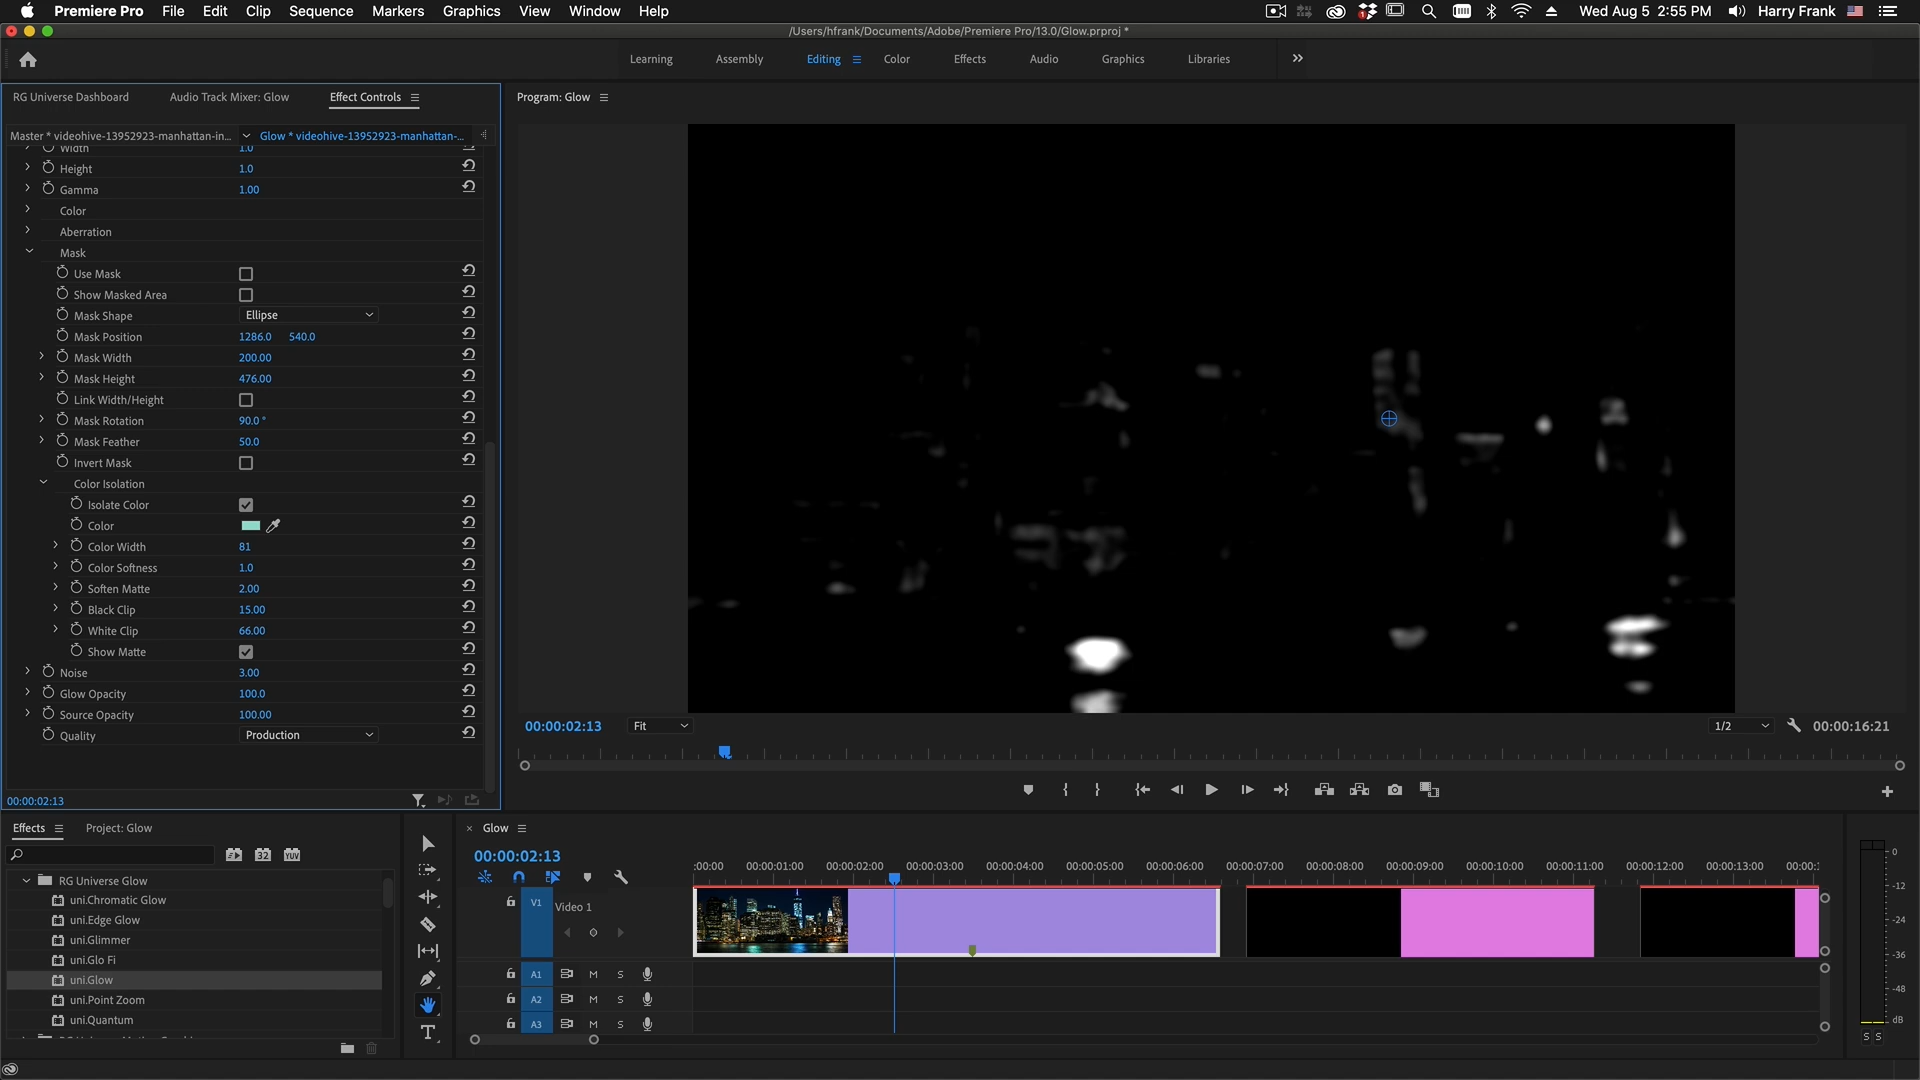 Premiere Pro File Edit Clip Sequence Markers Graphics View Window Help Wed Aug 5 2:55 PM Harry Frank
/Users/hfrank/Documents/Adobe/Premiere Pro/13.0/Glow.prproj *
Learning Assembly Editing Color Effects Audio Graphics Libraries
RG Universe Dashboard Audio Track Mixer: Glow Effect Controls
Program: Glow
Master * videohive-13952923-manhattan-in... Glow * videohive-13952923-manhattan-...
Width 1.0
Height 1.0
Gamma 1.00
Color
Aberration
Mask
Use Mask
Show Masked Area
Mask Shape Ellipse
Mask Position 1286.0 540.0
Mask Width 200.00
Mask Height 476.00
Link Width/Height
Mask Rotation 90.0 °
Mask Feather 50.0
Invert Mask
Color Isolation
Isolate Color
Color
Color Width 81
Color Softness 1.0
Soften Matte 2.00
Black Clip 15.00
White Clip 66.00
Show Matte
Noise 3.00
Glow Opacity 100.0
Source Opacity 100.00
Quality Production
00:00:02:13
00:00:02:13 Fit 1/2 00:00:16:21
Effects Project: Glow
32 YUV
RG Universe Glow
uni.Chromatic Glow
uni.Edge Glow
uni.Glimmer
uni.Glo Fi
uni.Glow
uni.Point Zoom
uni.Quantum
× Glow
00:00:02:13
:00:00 00:00:01:00 00:00:02:00 00:00:03:00 00:00:04:00 00:00:05:00 00:00:06:00 00:00:07:00 00:00:08:00 00:00:09:00 00:00:10:00 00:00:11:00 00:00:12:00 00:00:13:00 00:00:
V1 Video 1
A1 M S
A2 M S
A3 M S
0
-12
-24
-36
-48
dB
S S